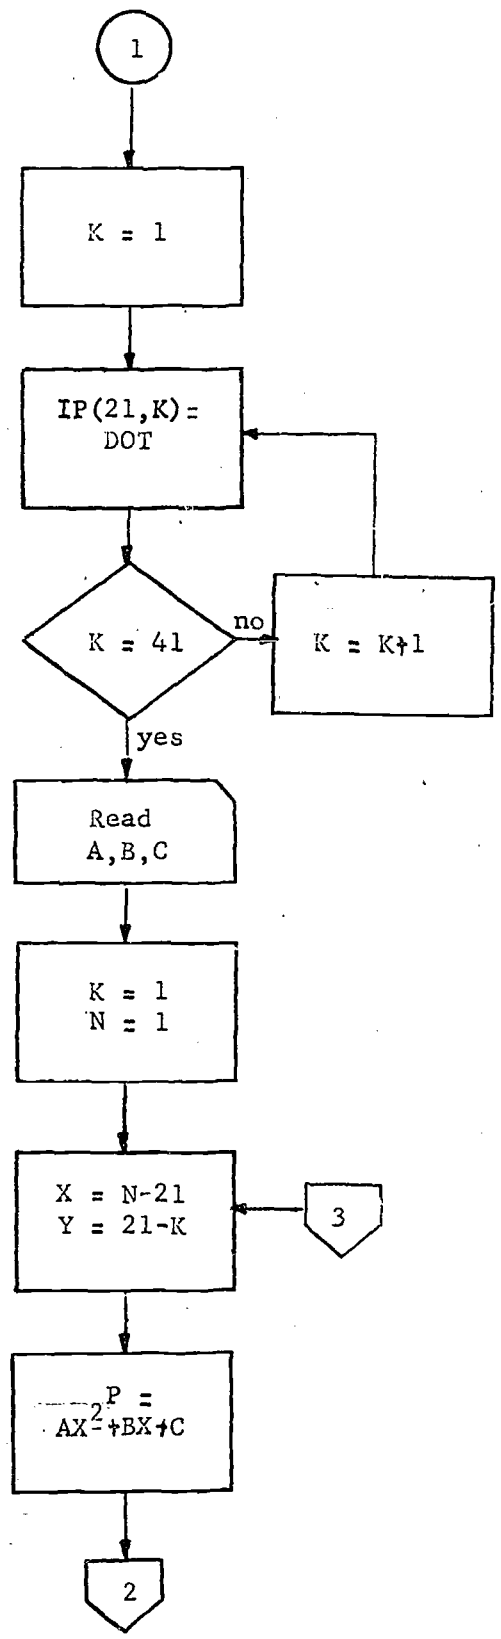 1
K = 1
IP(21,K)=
DOT
K = 41
no
K = K+1
yes
Read
A,B,C
K = 1
N = 1
X = N-21
Y = 21-K
3
P =
AX²+BX+C
2